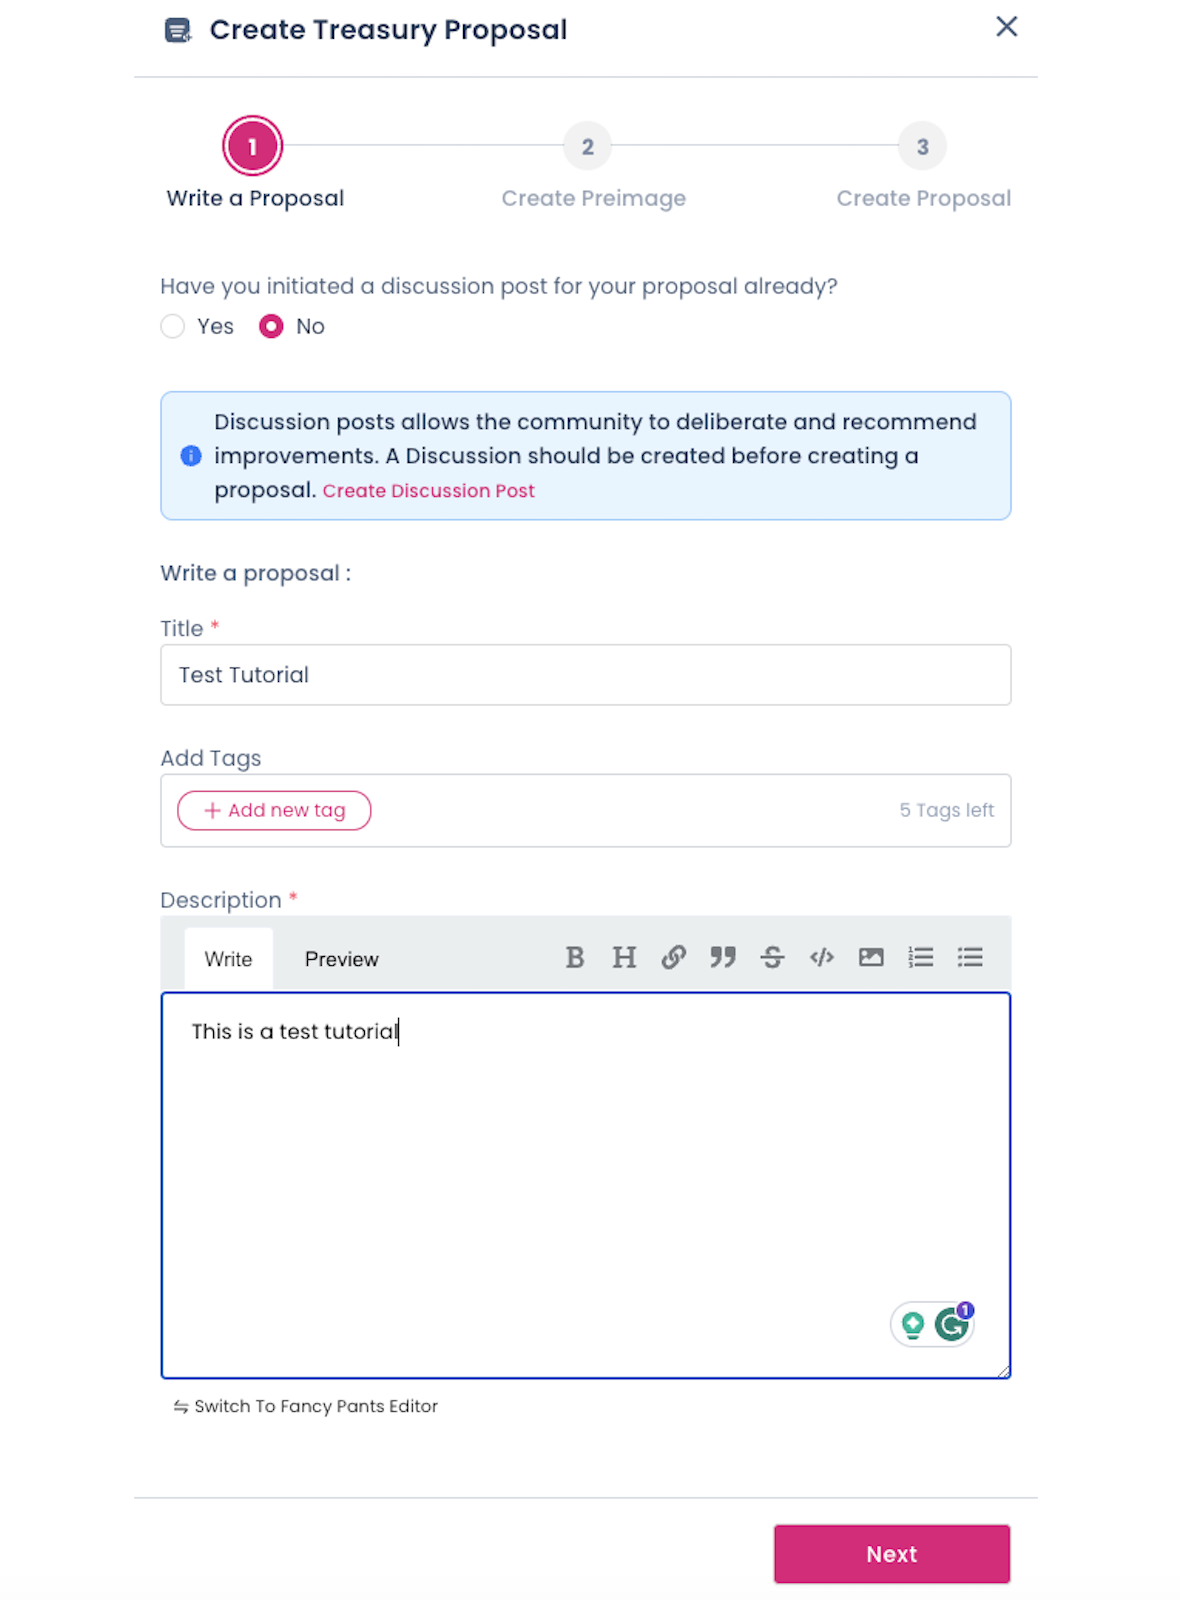 Create Treasury Proposal
1
2
3
Write a Proposal
Create Preimage
Create Proposal
Have you initiated a discussion post for your proposal already?
Yes
No
Discussion posts allows the community to deliberate and recommend
improvements. A Discussion should be created before creating a
proposal. Create Discussion Post
Write a proposal :
Title *
Test Tutorial
Add Tags
+ Add new tag
5 Tags left
Description *
Write
Preview
B
H
This is a test tutorial
1
Switch To Fancy Pants Editor
Next